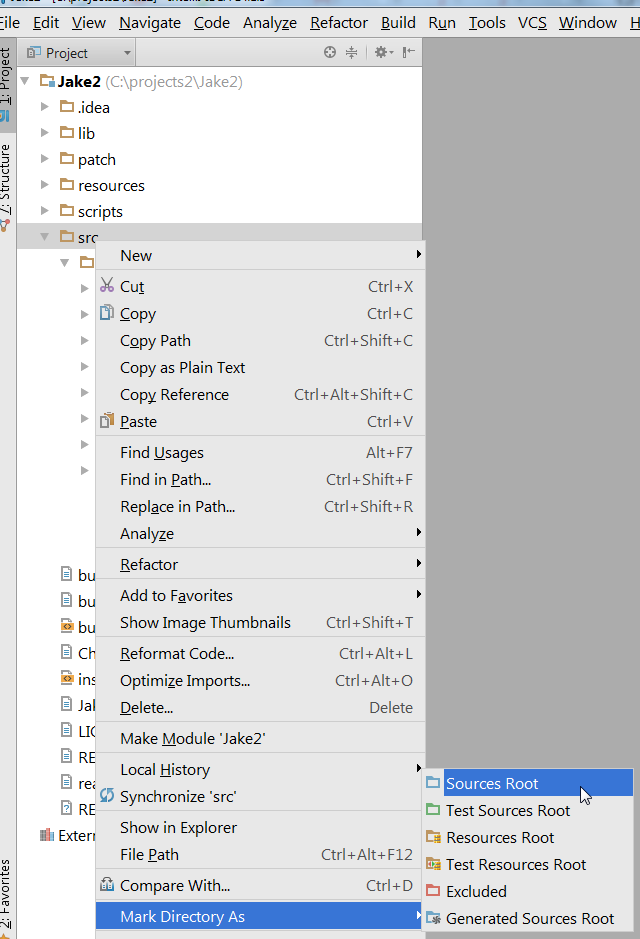 File Edit View Navigate Code Analyze Refactor Build Run Tools VCS Window
Project
1: Project
7: Structure
2: Favorites
Jake2 (C:\projects2\Jake2)
.idea
lib
patch
resources
scripts
src
New
Cut Ctrl+X
Copy Ctrl+C
Copy Path Ctrl+Shift+C
Copy as Plain Text
Copy Reference Ctrl+Alt+Shift+C
Paste Ctrl+V
Find Usages Alt+F7
Find in Path... Ctrl+Shift+F
Replace in Path... Ctrl+Shift+R
Analyze
Refactor
Add to Favorites
Show Image Thumbnails Ctrl+Shift+T
Reformat Code... Ctrl+Alt+L
Optimize Imports... Ctrl+Alt+O
Delete... Delete
Make Module 'Jake2'
Local History
Synchronize 'src'
Show in Explorer
File Path Ctrl+Alt+F12
Compare With... Ctrl+D
Mark Directory As
bu
bu
bu
Ch
ins
Jak
LIC
RE
rea
RE
Extern
Sources Root
Test Sources Root
Resources Root
Test Resources Root
Excluded
Generated Sources Root